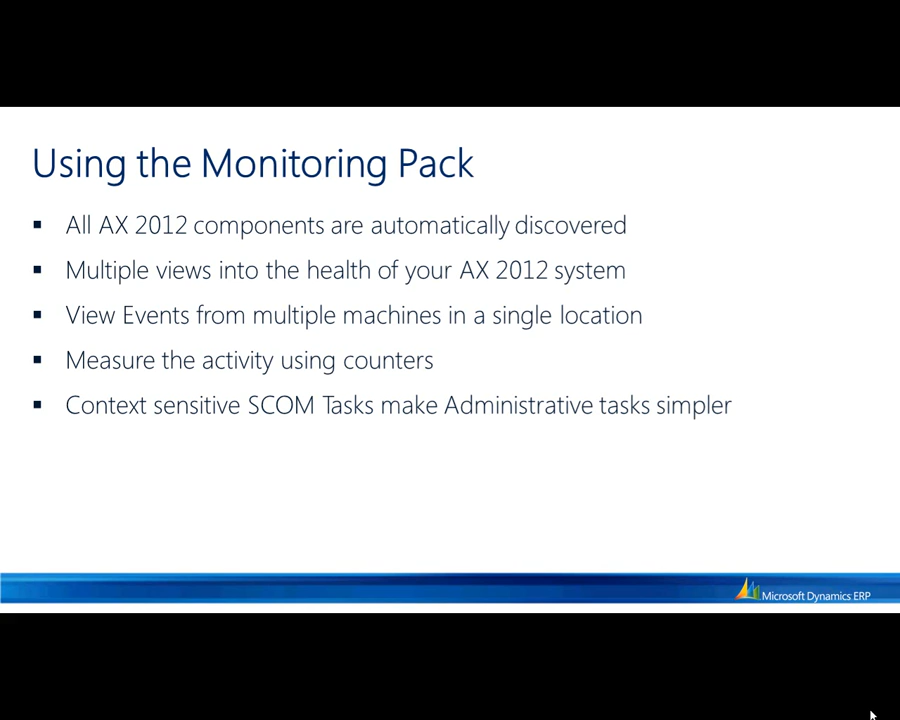 Using the Monitoring Pack
▪ All AX 2012 components are automatically discovered
▪ Multiple views into the health of your AX 2012 system
▪ View Events from multiple machines in a single location
▪ Measure the activity using counters
▪ Context sensitive SCOM Tasks make Administrative tasks simpler
Microsoft Dynamics ERP